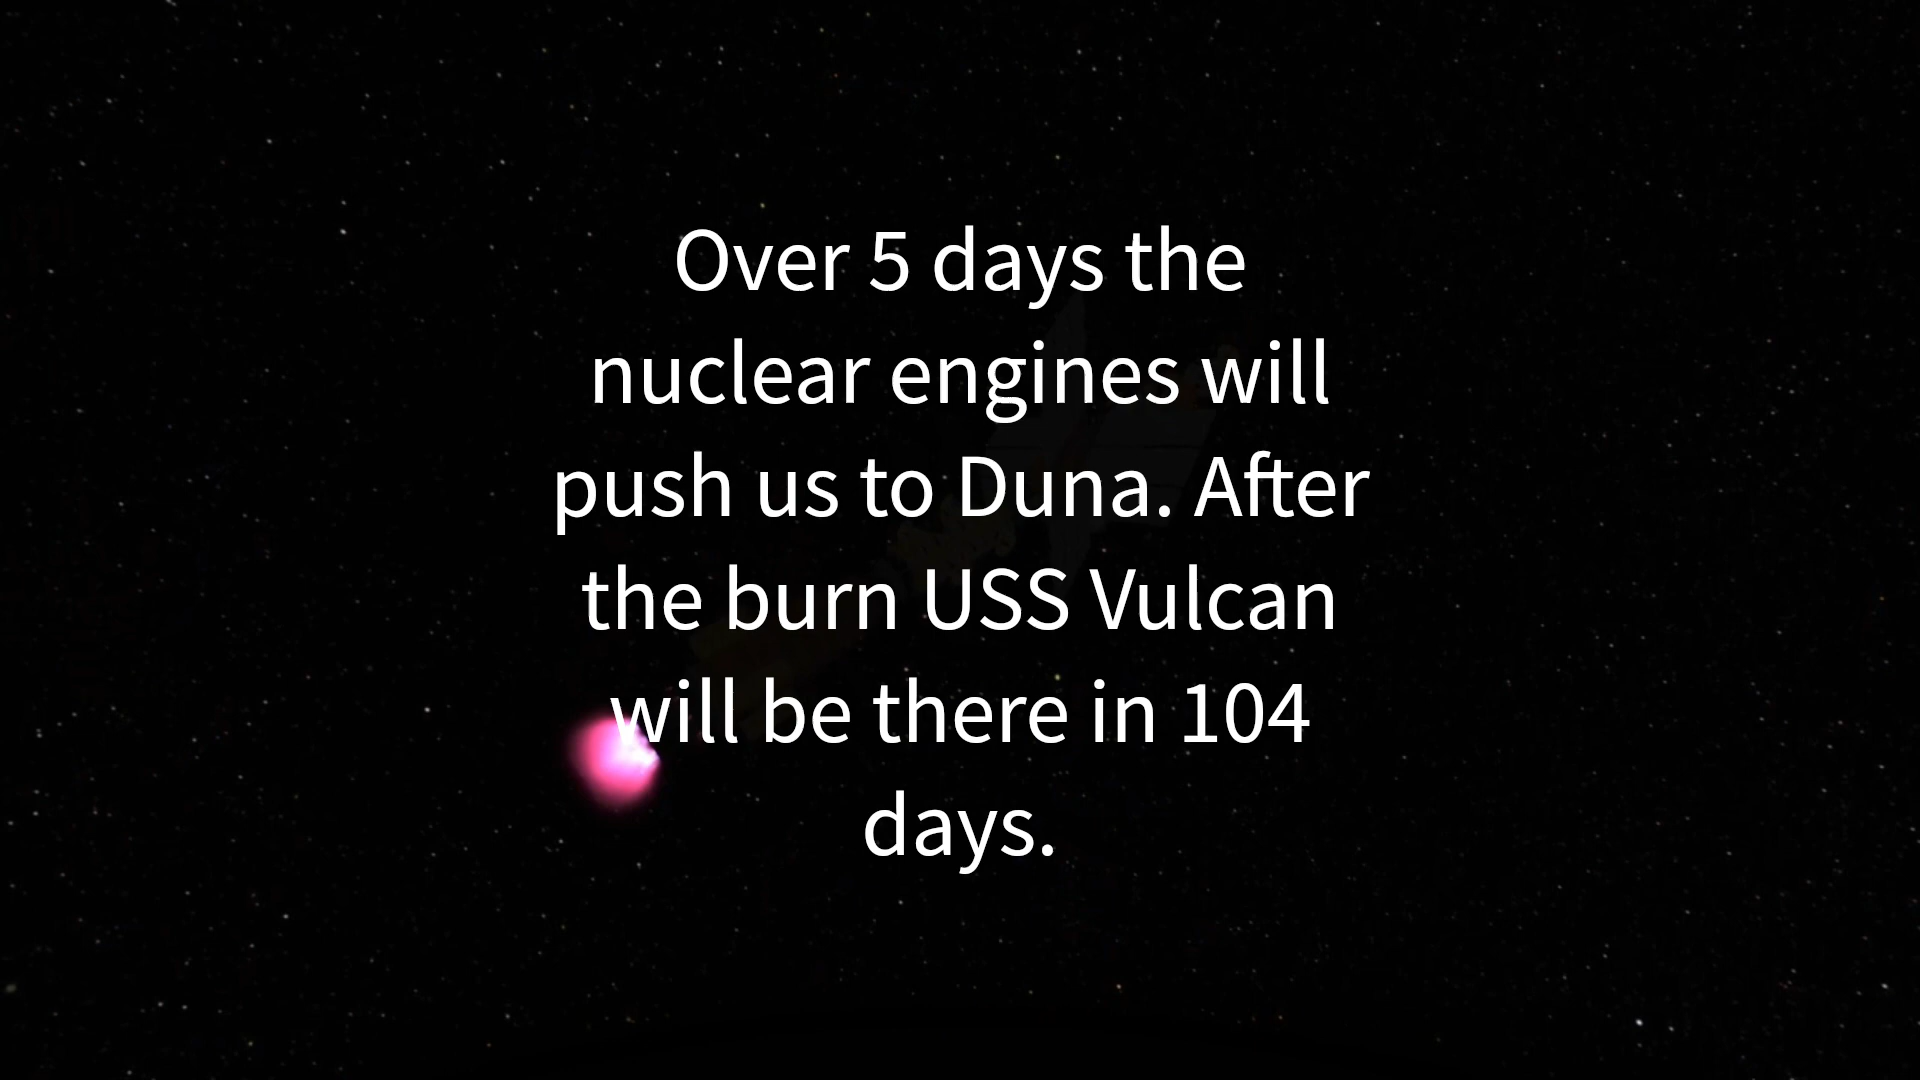 Over 5 days the
nuclear engines will
push us to Duna. After
the burn USS Vulcan
will be there in 104
days.